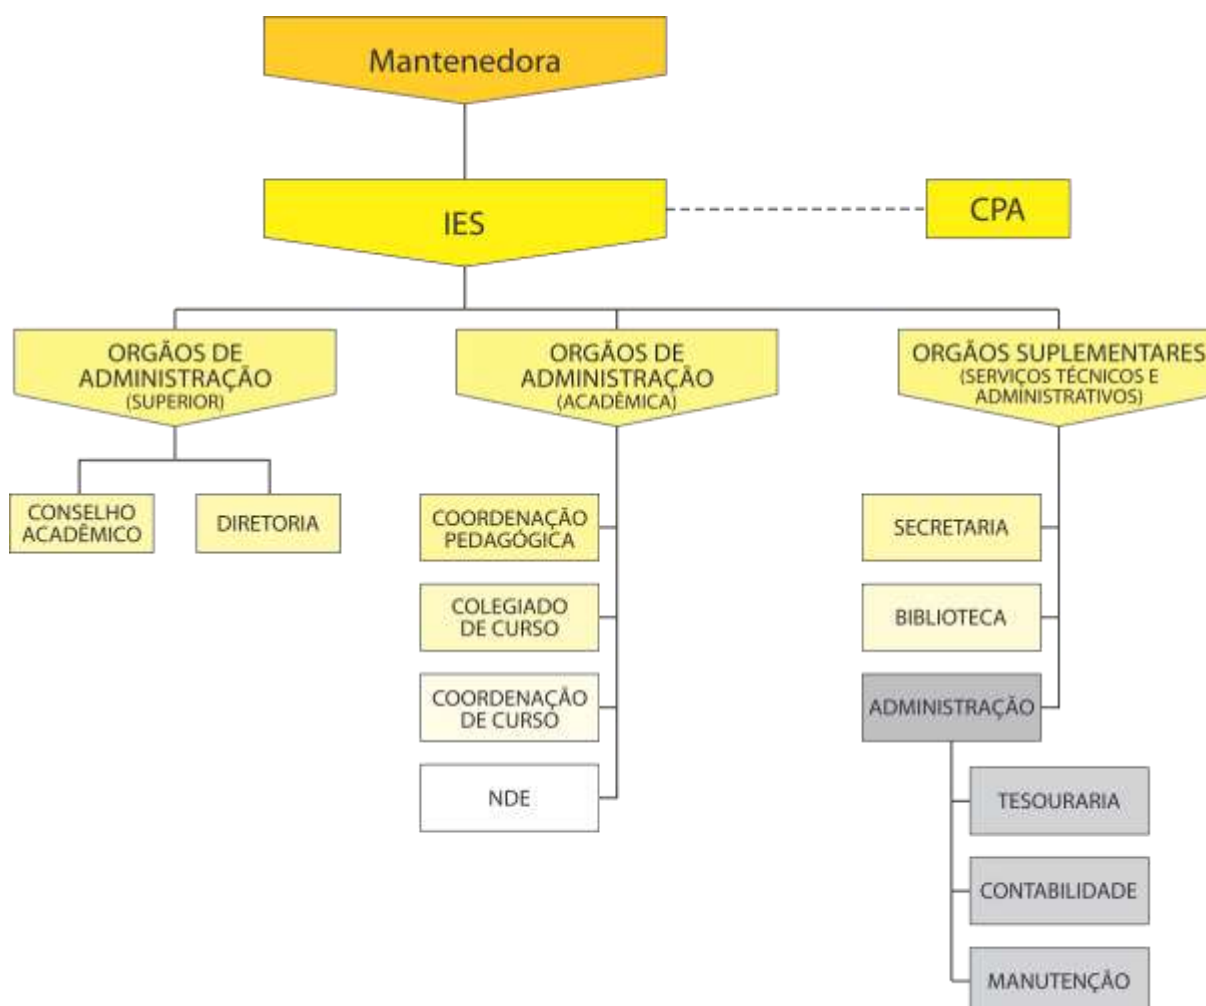 Mantenedora
IES
CPA
ORGÃOS DE
ADMINISTRAÇÃO
(SUPERIOR)
ORGÃOS DE
ADMINISTRAÇÃO
(ACADÊMICA)
ORGÃOS SUPLEMENTARES
(SERVIÇOS TÉCNICOS E
ADMINISTRATIVOS)
CONSELHO
ACADÊMICO
DIRETORIA
COORDENAÇÃO
PEDAGÓGICA
COLEGIADO
DE CURSO
COORDENAÇÃO
DE CURSO
NDE
SECRETARIA
BIBLIOTECA
ADMINISTRAÇÃO
TESOURARIA
CONTABILIDADE
MANUTENÇÃO